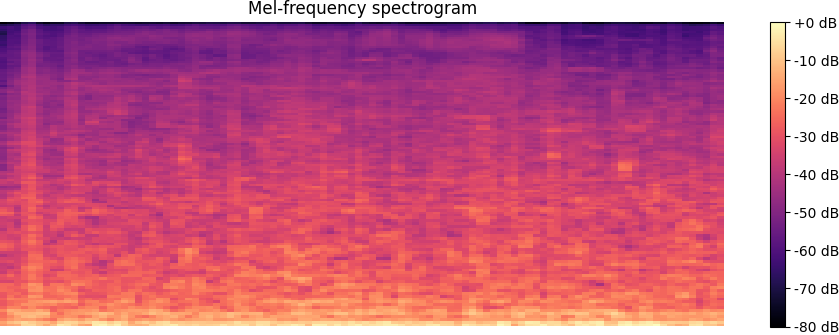 Mel-frequency spectrogram
+0 dB
-10 dB
-20 dB
-30 dB
-40 dB
-50 dB
-60 dB
-70 dB
-80 dB